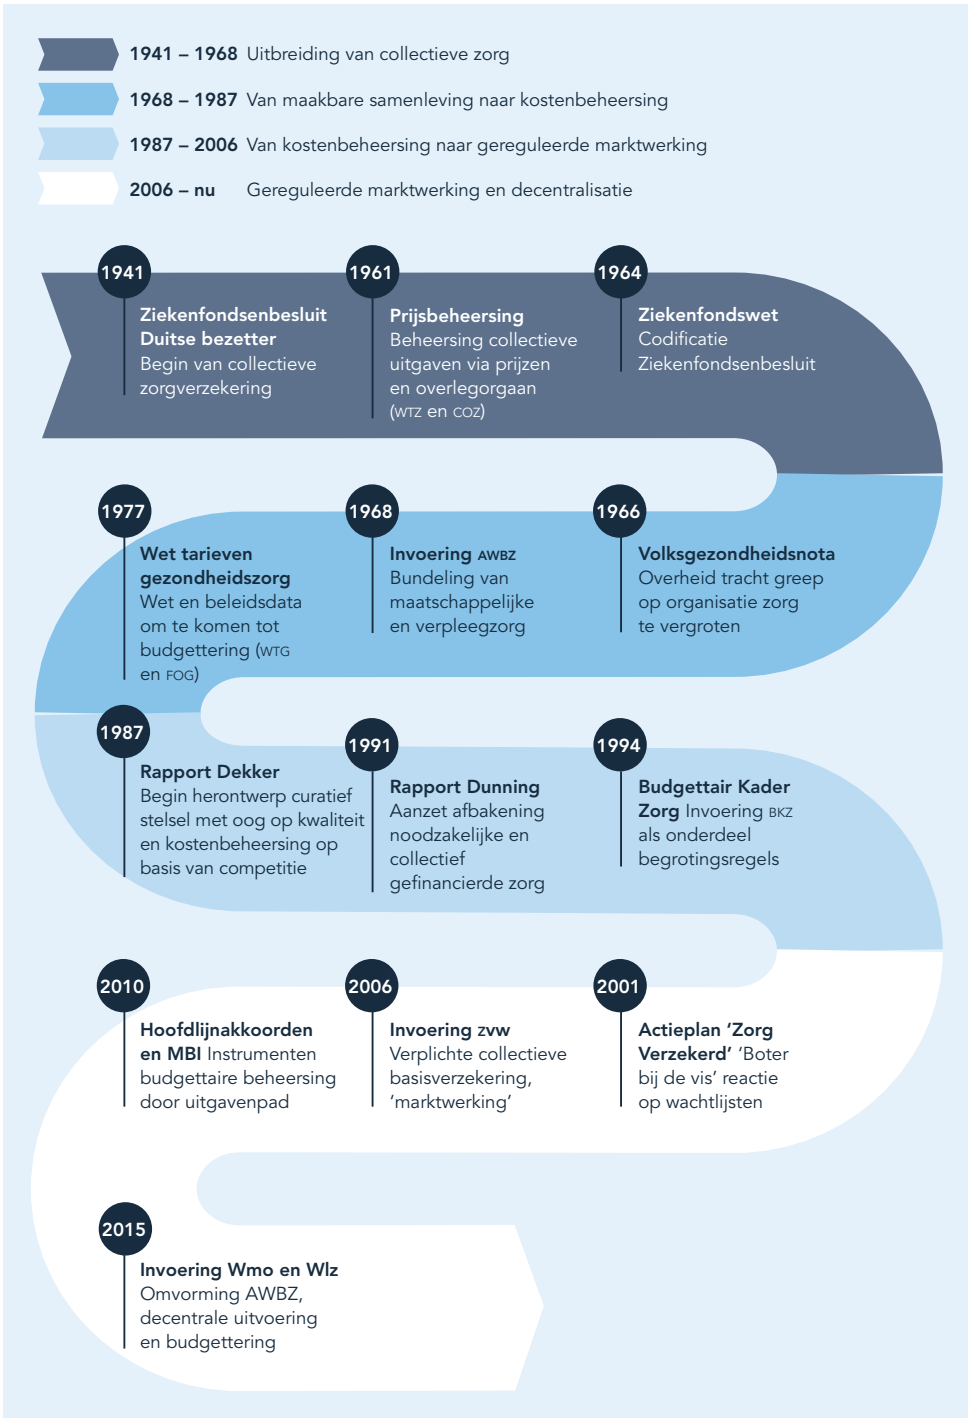 1941 – 1968 Uitbreiding van collectieve zorg
1968 – 1987 Van maakbare samenleving naar kostenbeheersing
1987 – 2006 Van kostenbeheersing naar gereguleerde marktwerking
2006 – nu Gereguleerde marktwerking en decentralisatie
1941
Ziekenfondsenbesluit
Duitse bezetter
Begin van collectieve
zorgverzekering
1961
Prijsbeheersing
Beheersing collectieve
uitgaven via prijzen
en overlegorgaan
(WTZ en COZ)
1964
Ziekenfondswet
Codificatie
Ziekenfondsenbesluit
1977
Wet tarieven
gezondheidszorg
Wet en beleidsdata
om te komen tot
budgettering (WTG
en FOG)
1968
Invoering AWBZ
Bundeling van
maatschappelijke
en verpleegzorg
1966
Volksgezondheidsnota
Overheid tracht greep
op organisatie zorg
te vergroten
1987
Rapport Dekker
Begin herontwerp curatief
stelsel met oog op kwaliteit
en kostenbeheersing op
basis van competitie
1991
Rapport Dunning
Aanzet afbakening
noodzakelijke en
collectief
gefinancierde zorg
1994
Budgettair Kader
Zorg Invoering BKZ
als onderdeel
begrotingsregels
2010
Hoofdlijnakkoorden
en MBI Instrumenten
budgettaire beheersing
door uitgavenpad
2006
Invoering ZVW
Verplichte collectieve
basisverzekering,
‘marktwerking’
2001
Actieplan ‘Zorg
Verzekerd’ ‘Boter
bij de vis’ reactie
op wachtlijsten
2015
Invoering Wmo en Wlz
Omvorming AWBZ,
decentrale uitvoering
en budgettering